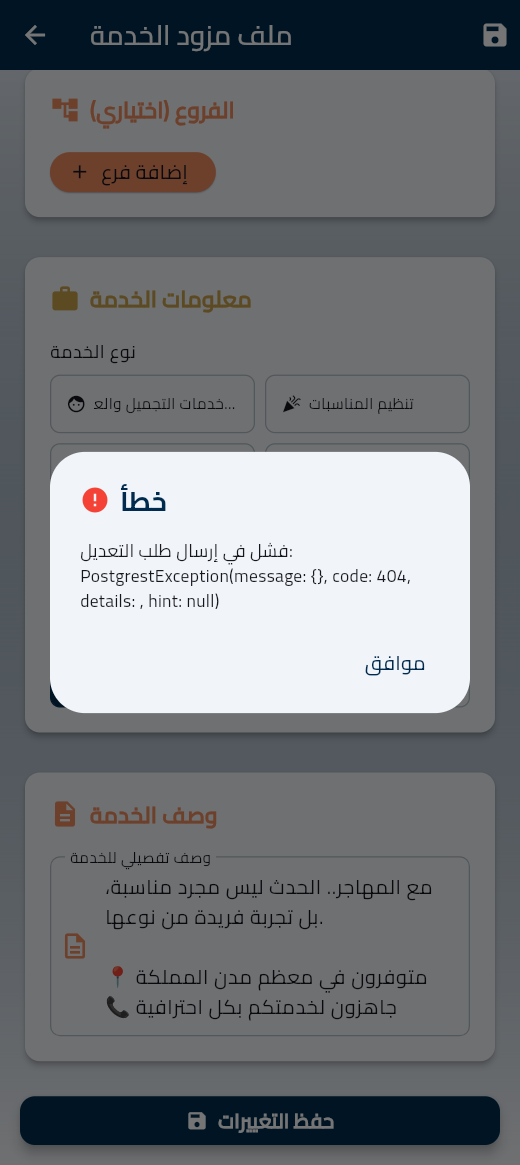 ملف مزود الخدمة
الفروع (اختياري)
إضافة فرع +
معلومات الخدمة
نوع الخدمة
تنظيم المناسبات
خدمات التجميل والع...
خطأ
فشل في إرسال طلب التعديل:
PostgrestException(message: {}, code: 404,
details: , hint: null)
موافق
وصف الخدمة
وصف تفصيلي للخدمة
مع المهاجر.. الحدث ليس مجرد مناسبة،
بل تجربة فريدة من نوعها.
📍 متوفرون في معظم مدن المملكة
📞 جاهزون لخدمتكم بكل احترافية
حفظ التغييرات